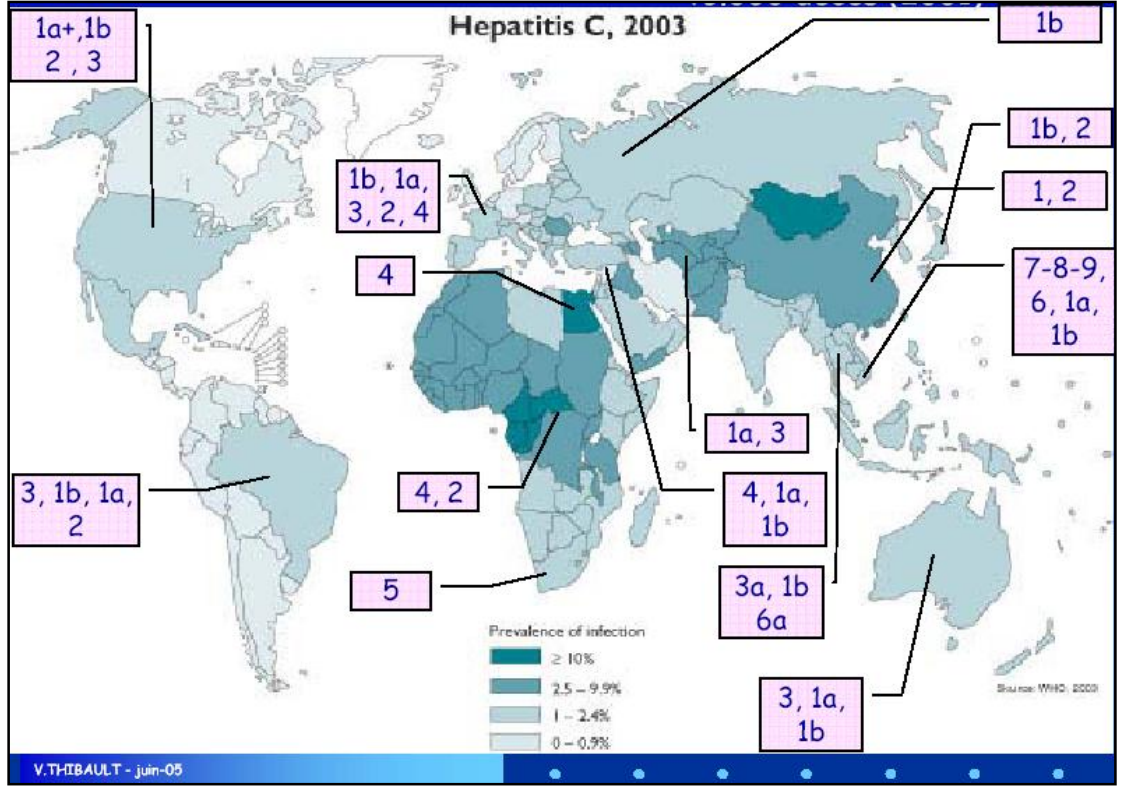 Hepatitis C, 2003
1a+,1b
2 , 3
1b
1b, 2
1b, 1a,
3, 2, 4
1, 2
4
7-8-9,
6, 1a,
1b
1a, 3
3, 1b, 1a,
2
4, 2
4, 1a,
1b
5
3a, 1b
6a
Prevalence of infection
≥ 10%
2.5 – 9.9%
1 – 2.4%
0 – 0.9%
3, 1a,
1b
Source: WHO, 2003
V.THIBAULT - juin-05